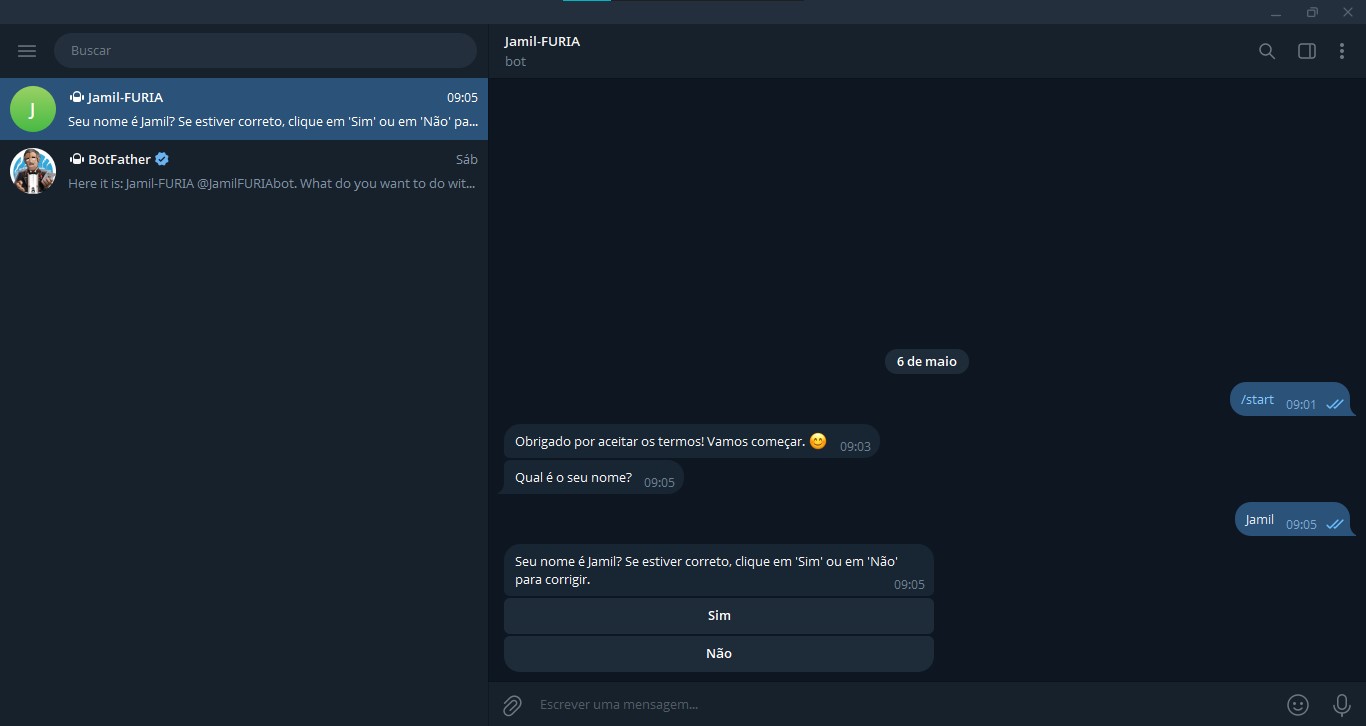 Buscar
Jamil-FURIA
09:05
Seu nome é Jamil? Se estiver correto, clique em 'Sim' ou em 'Não' pa...
BotFather
Sáb
Here it is: Jamil-FURIA @JamilFURIAbot. What do you want to do wit...
Jamil-FURIA
bot
6 de maio
/start 09:01
Obrigado por aceitar os termos! Vamos começar. 😊 09:03
Qual é o seu nome? 09:05
Jamil 09:05
Seu nome é Jamil? Se estiver correto, clique em 'Sim' ou em 'Não'
para corrigir. 09:05
Sim
Não
Escrever uma mensagem...
J